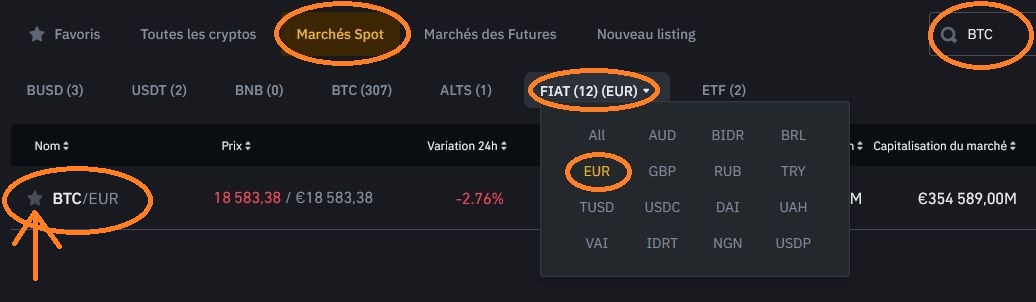 Favoris Toutes les cryptos Marchés Spot Marchés des Futures Nouveau listing BTC
BUSD (3) USDT (2) BNB (0) BTC (307) ALTS (1) FIAT (12) (EUR) ETF (2)
All AUD BIDR BRL
Nom Prix Variation 24h h Capitalisation du marché
EUR GBP RUB TRY
BTC/EUR 18 583,38 / €18 583,38 -2.76% M €354 589,00M
TUSD USDC DAI UAH
VAI IDRT NGN USDP